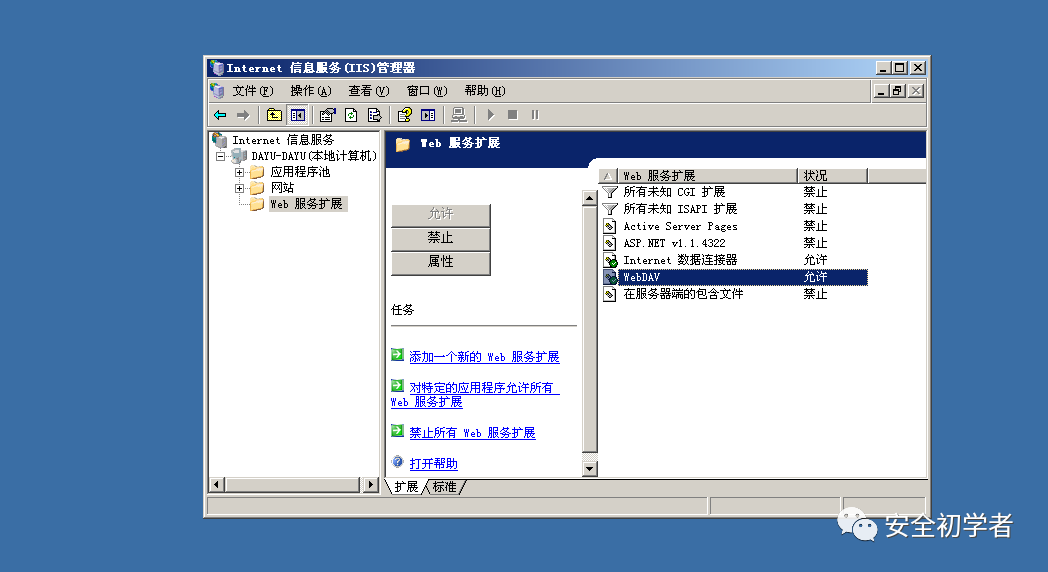 Internet 信息服务(IIS)管理器
文件(F) 操作(A) 查看(V) 窗口(W) 帮助(H)
Internet 信息服务
DAYU-DAYU(本地计算机)
应用程序池
网站
Web 服务扩展
Web 服务扩展
允许
禁止
属性
任务
添加一个新的 Web 服务扩展
对特定的应用程序允许所有
Web 服务扩展
禁止所有 Web 服务扩展
打开帮助
Web 服务扩展 状况
所有未知 CGI 扩展 禁止
所有未知 ISAPI 扩展 禁止
Active Server Pages 禁止
ASP.NET v1.1.4322 禁止
Internet 数据连接器 允许
WebDAV 允许
在服务器端的包含文件 禁止
扩展 标准
安全初学者